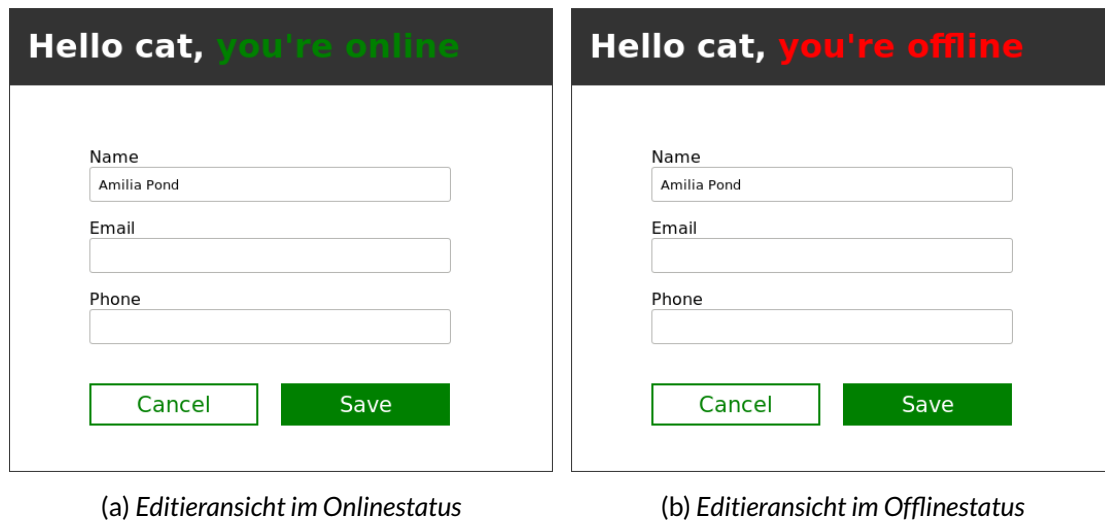 Hello cat, you're online
Name
Amilia Pond
Email
Phone
Cancel Save
(a) Editieransicht im Onlinestatus
Hello cat, you're offline
Name
Amilia Pond
Email
Phone
Cancel Save
(b) Editieransicht im Offlinestatus